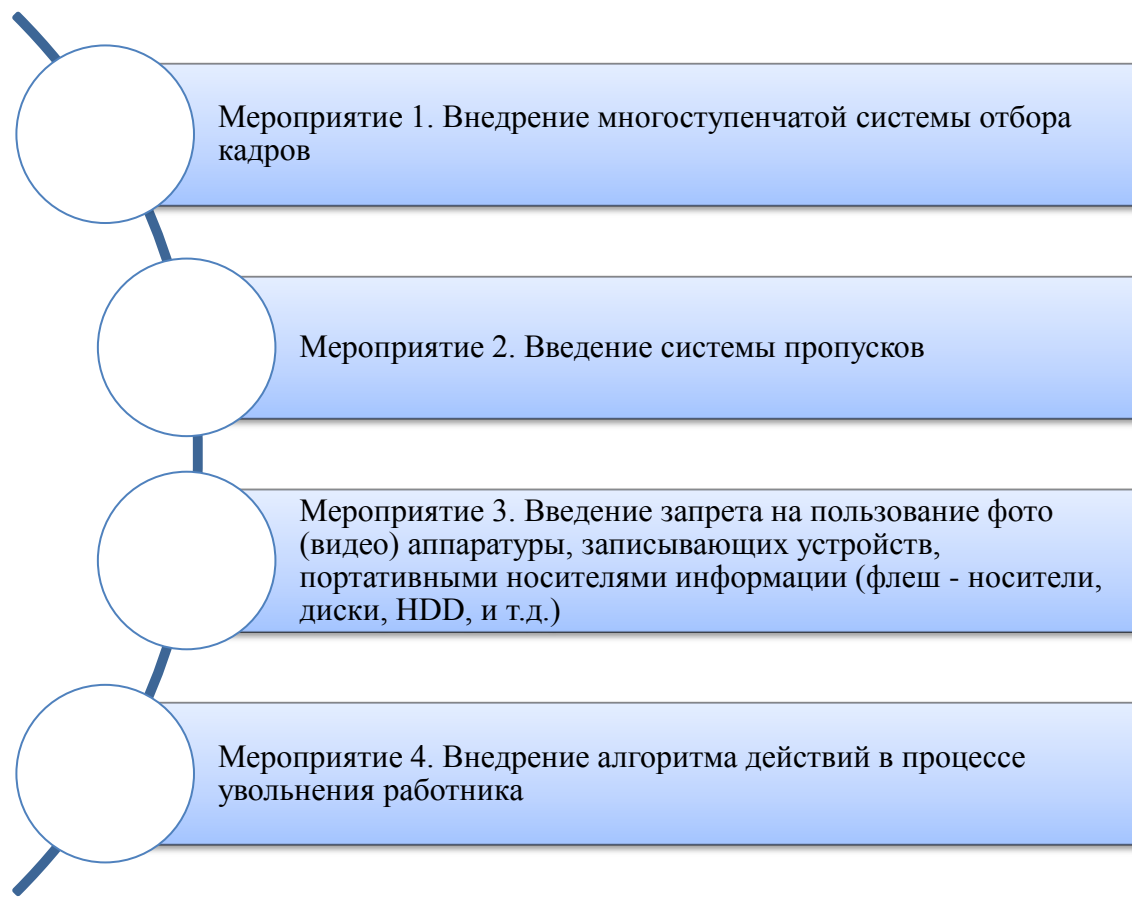 Мероприятие 1. Внедрение многоступенчатой системы отбора
кадров
Мероприятие 2. Введение системы пропусков
Мероприятие 3. Введение запрета на пользование фото
(видео) аппаратуры, записывающих устройств,
портативными носителями информации (флеш - носители,
диски, HDD, и т.д.)
Мероприятие 4. Внедрение алгоритма действий в процессе
увольнения работника